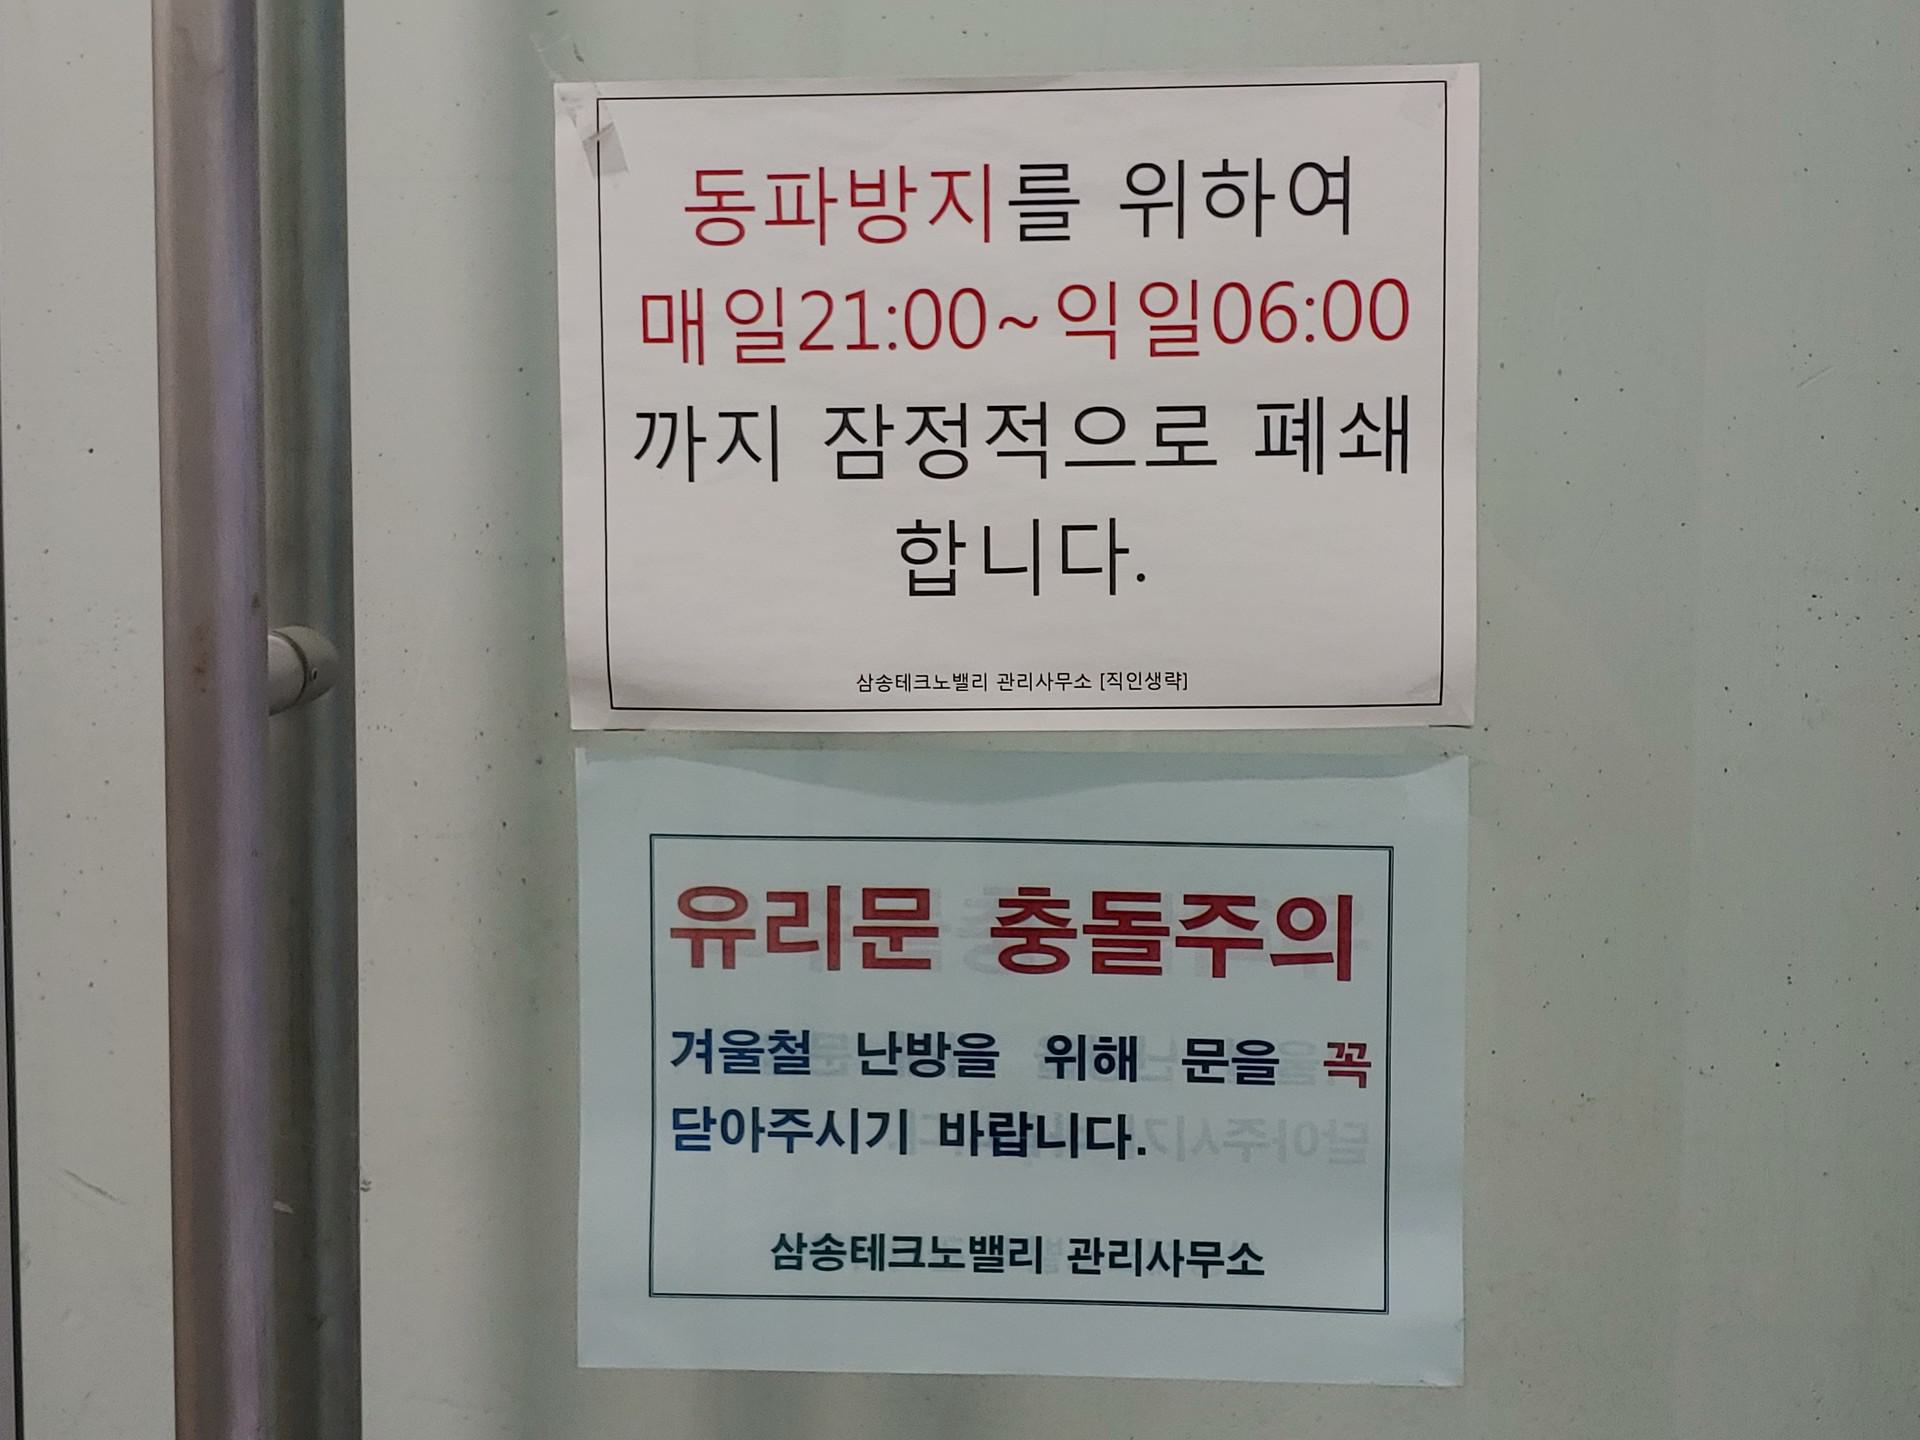 동파방지를 위하여
매일21:00~익일06:00
까지 잠정적으로 폐쇄
합니다.
삼송테크노밸리 관리사무소 [직인생략]
유리문 충돌주의
겨울철 난방을 위해 문을 꼭
닫아주시기 바랍니다.
삼송테크노밸리 관리사무소